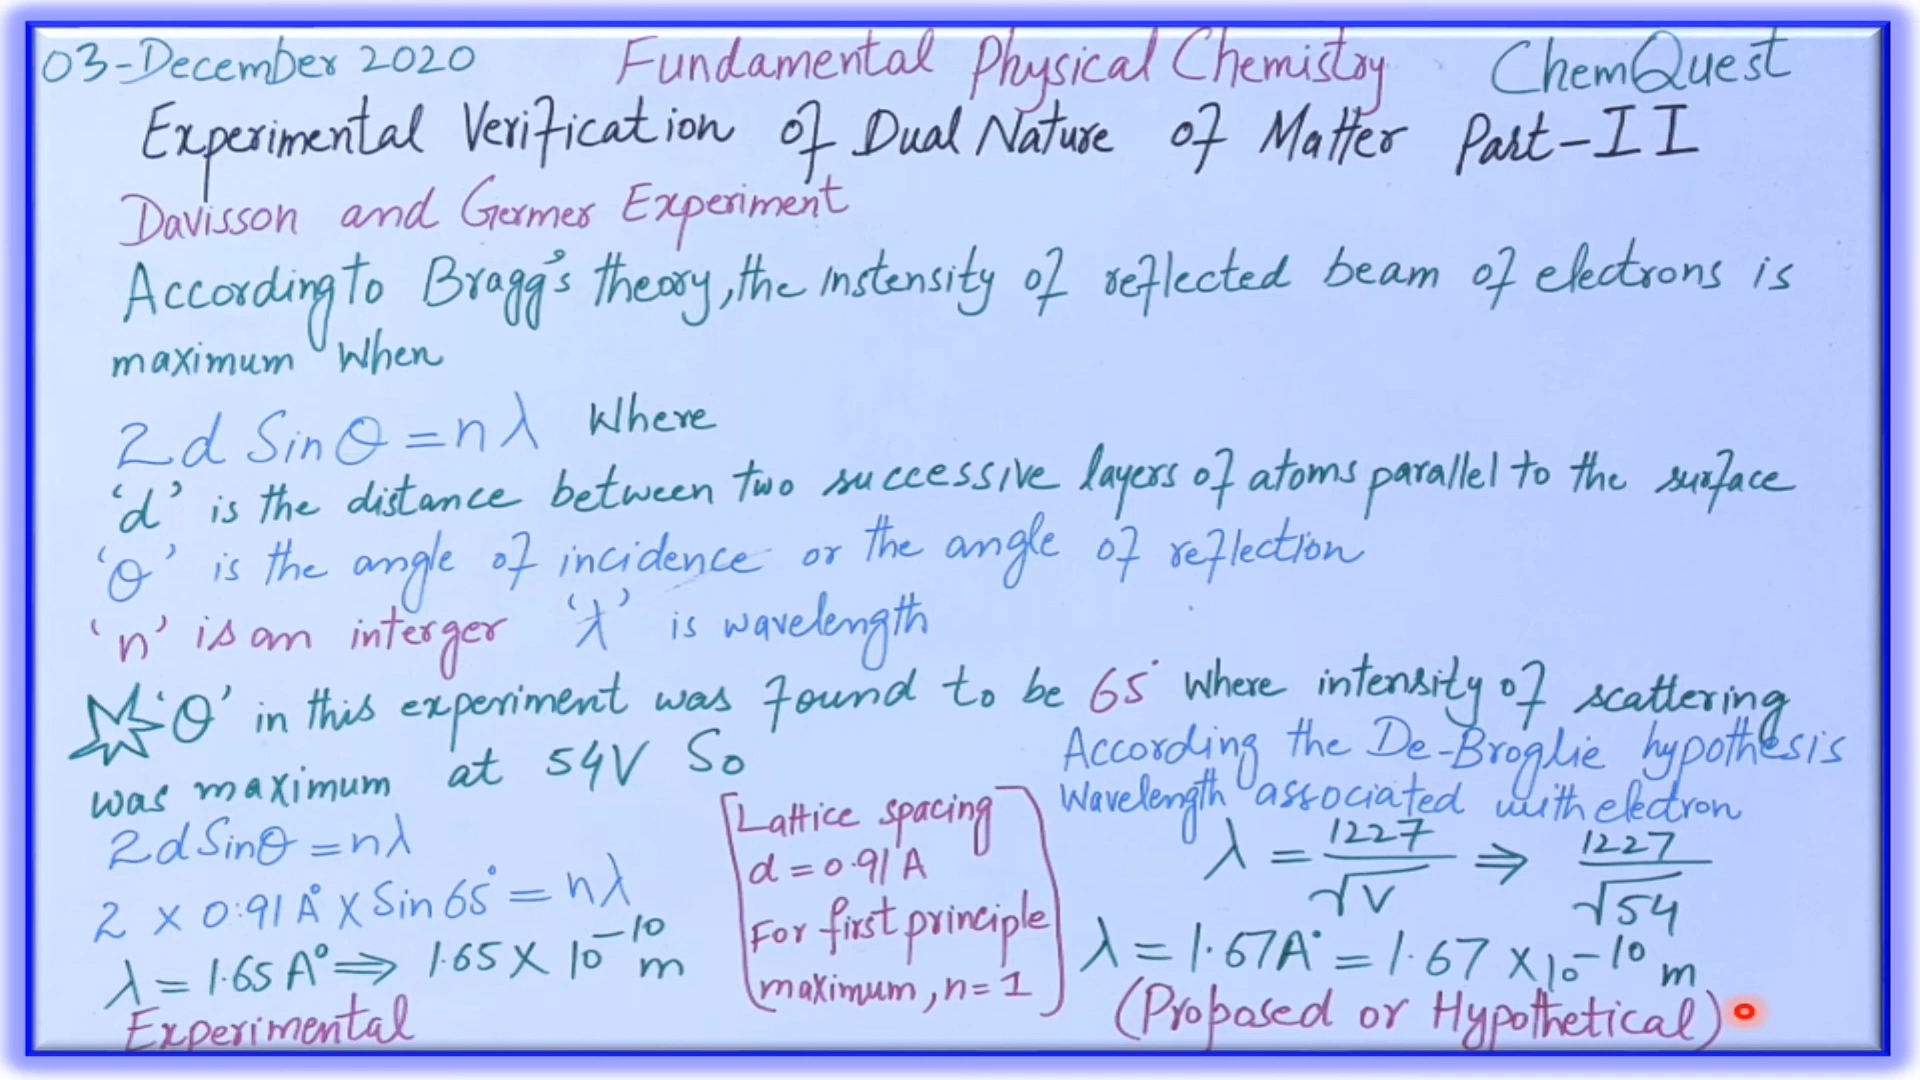 03-December 2020 Fundamental Physical Chemistry ChemQuest
Experimental Verification of Dual Nature of Matter Part-II
Davisson and Germer Experiment
According to Bragg's theory, the instensity of reflected beam of electrons is
maximum when
2d Sinθ = nλ Where
'd' is the distance between two successive layers of atoms parallel to the surface
'θ' is the angle of incidence or the angle of reflection
'n' is an interger 'λ' is wavelength
'θ' in this experiment was found to be 65° where intensity of scattering
was maximum at 54V So
2d Sinθ = nλ
2 × 0.91 A° × Sin 65° = nλ
λ = 1.65 A° ⇒ 1.65 × 10⁻¹⁰ m
Experimental
[Lattice spacing
d = 0.91 A
For first principle
maximum, n = 1]
According the De-Broglie hypothesis
Wavelength associated with electron
λ = 1227/√V ⇒ 1227/√54
λ = 1.67A° = 1.67 × 10⁻¹⁰ m
(Proposed or Hypothetical)